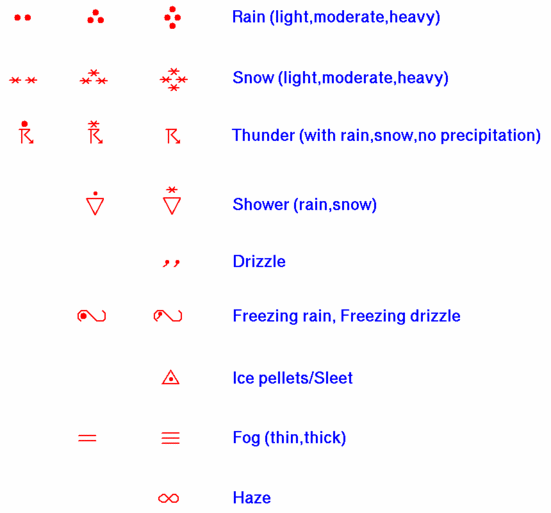 Rain (light,moderate,heavy)
Snow (light,moderate,heavy)
Thunder (with rain,snow,no precipitation)
Shower (rain,snow)
Drizzle
Freezing rain, Freezing drizzle
Ice pellets/Sleet
Fog (thin,thick)
Haze